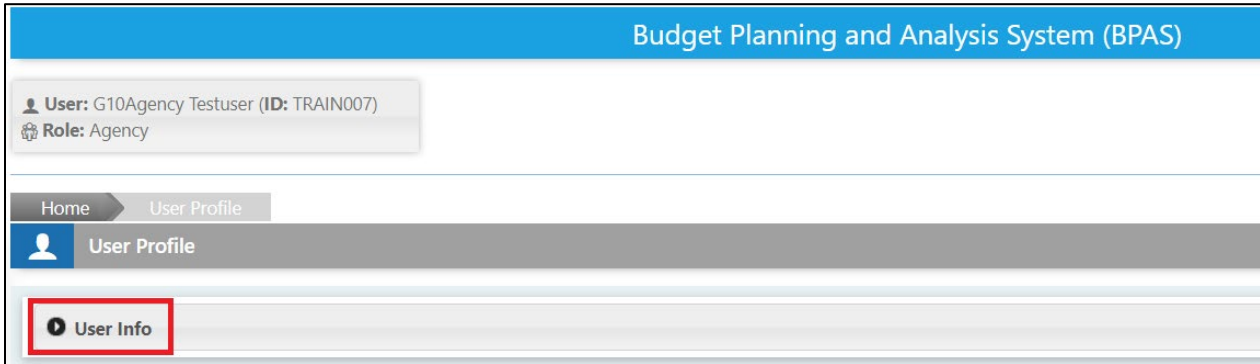 Budget Planning and Analysis System (BPAS)
User: G10Agency Testuser (ID: TRAIN007)
Role: Agency
Home User Profile
User Profile
User Info